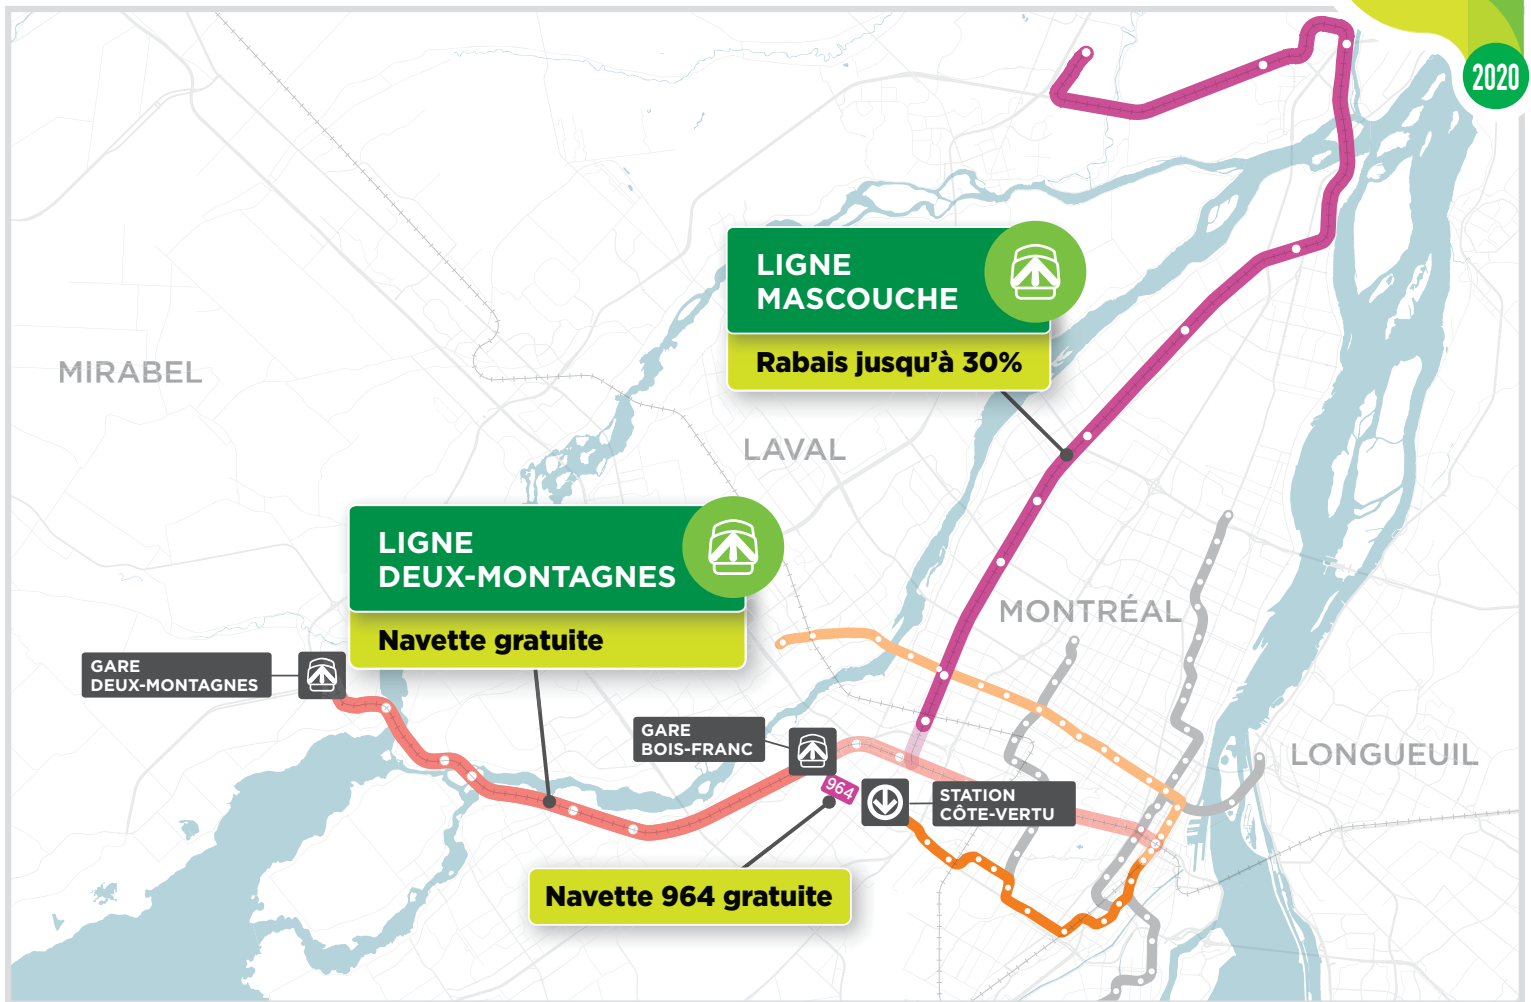 2020
LIGNE
MASCOUCHE
Rabais jusqu'à 30%
MIRABEL
LAVAL
LIGNE
DEUX-MONTAGNES
Navette gratuite
MONTRÉAL
GARE
DEUX-MONTAGNES
GARE
BOIS-FRANC
LONGUEUIL
964
STATION
CÔTE-VERTU
Navette 964 gratuite